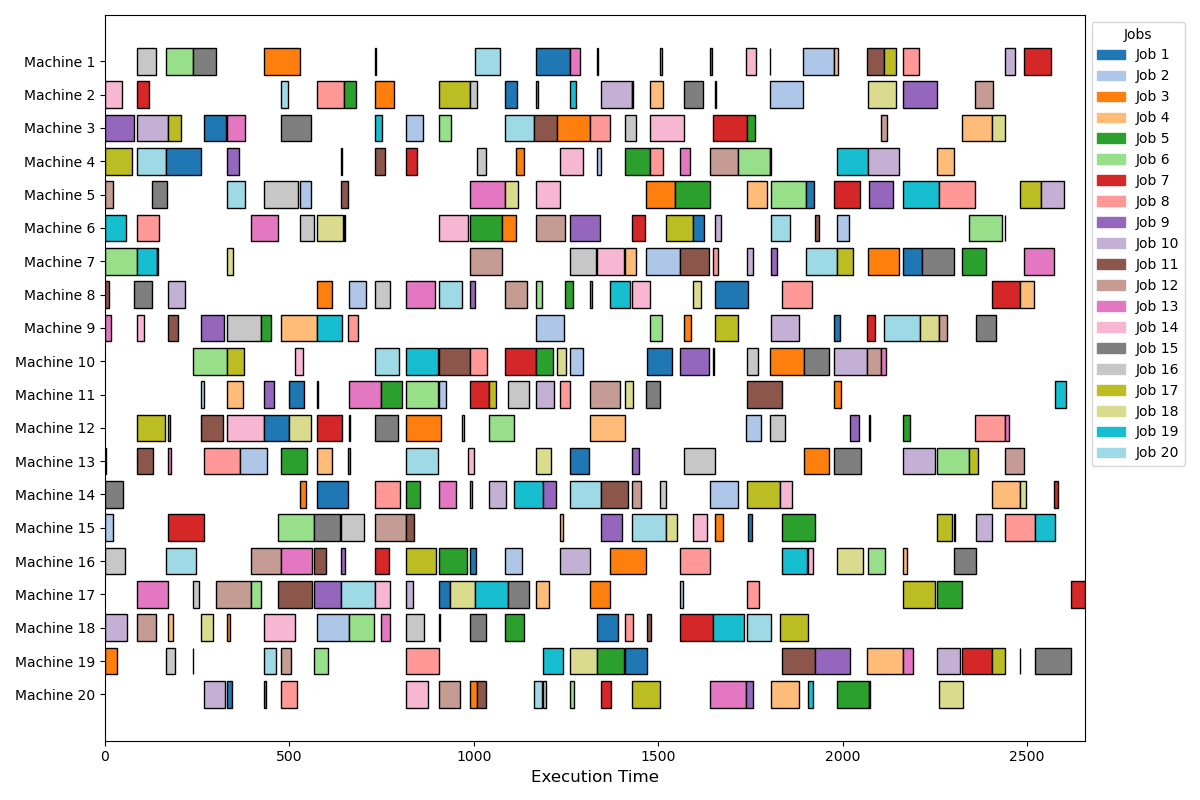 Machine 1
Machine 2
Machine 3
Machine 4
Machine 5
Machine 6
Machine 7
Machine 8
Machine 9
Machine 10
Machine 11
Machine 12
Machine 13
Machine 14
Machine 15
Machine 16
Machine 17
Machine 18
Machine 19
Machine 20
0
500
1000
1500
2000
2500
Execution Time
Jobs
Job 1
Job 2
Job 3
Job 4
Job 5
Job 6
Job 7
Job 8
Job 9
Job 10
Job 11
Job 12
Job 13
Job 14
Job 15
Job 16
Job 17
Job 18
Job 19
Job 20